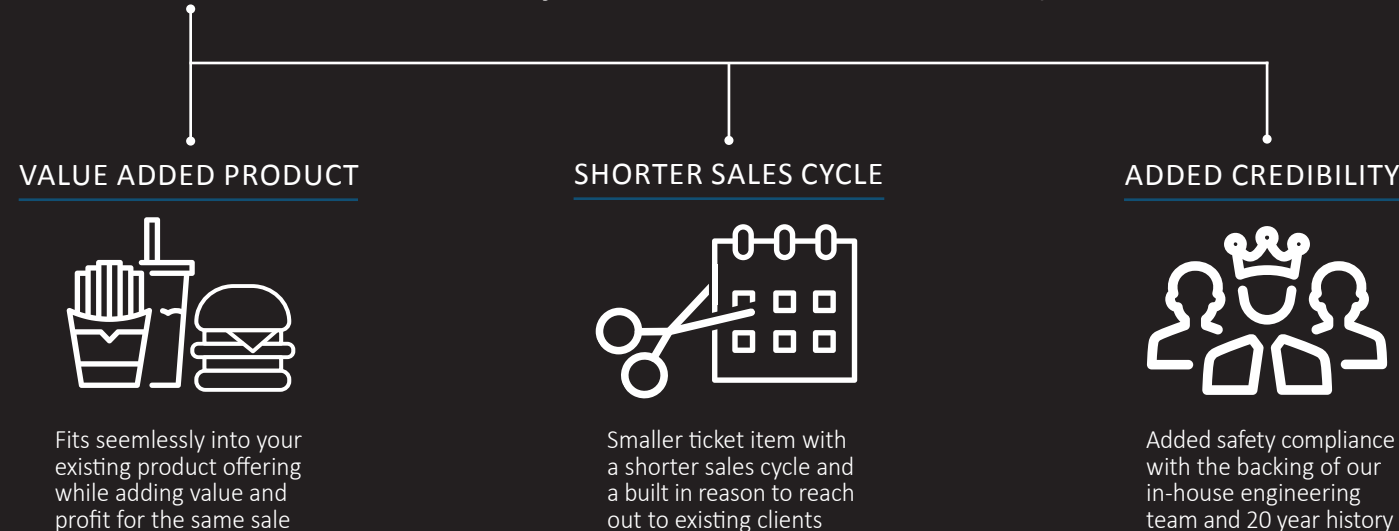 VALUE ADDED PRODUCT
SHORTER SALES CYCLE
ADDED CREDIBILITY
Fits seemlessly into your
existing product offering
while adding value and
profit for the same sale
Smaller ticket item with
a shorter sales cycle and
a built in reason to reach
out to existing clients
Added safety compliance
with the backing of our
in-house engineering
team and 20 year history